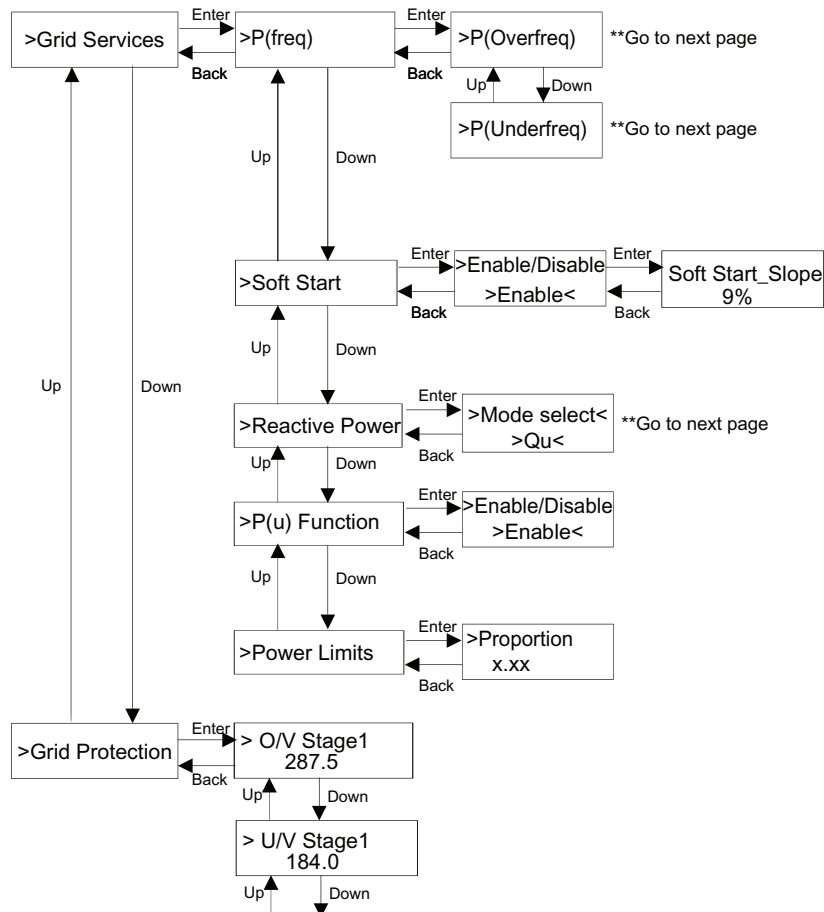 Enter
Enter
>Grid Services
>P(freq)
>P(Overfreq)
**Go to next page
Back
Back
Up
Down
>P(Underfreq)
**Go to next page
Up
Down
Enter
Enter
>Soft Start
>Enable/Disable
>Enable<
Soft Start_Slope
9%
Back
Back
Up
Down
Up
Down
Enter
>Reactive Power
>Mode select<
>Qu<
**Go to next page
Back
Up
Down
Enter
>P(u) Function
>Enable/Disable
>Enable<
Back
Up
Down
Enter
>Power Limits
>Proportion
x.xx
Back
Enter
>Grid Protection
> O/V Stage1
287.5
Back
Up
Down
> U/V Stage1
184.0
Up
Down